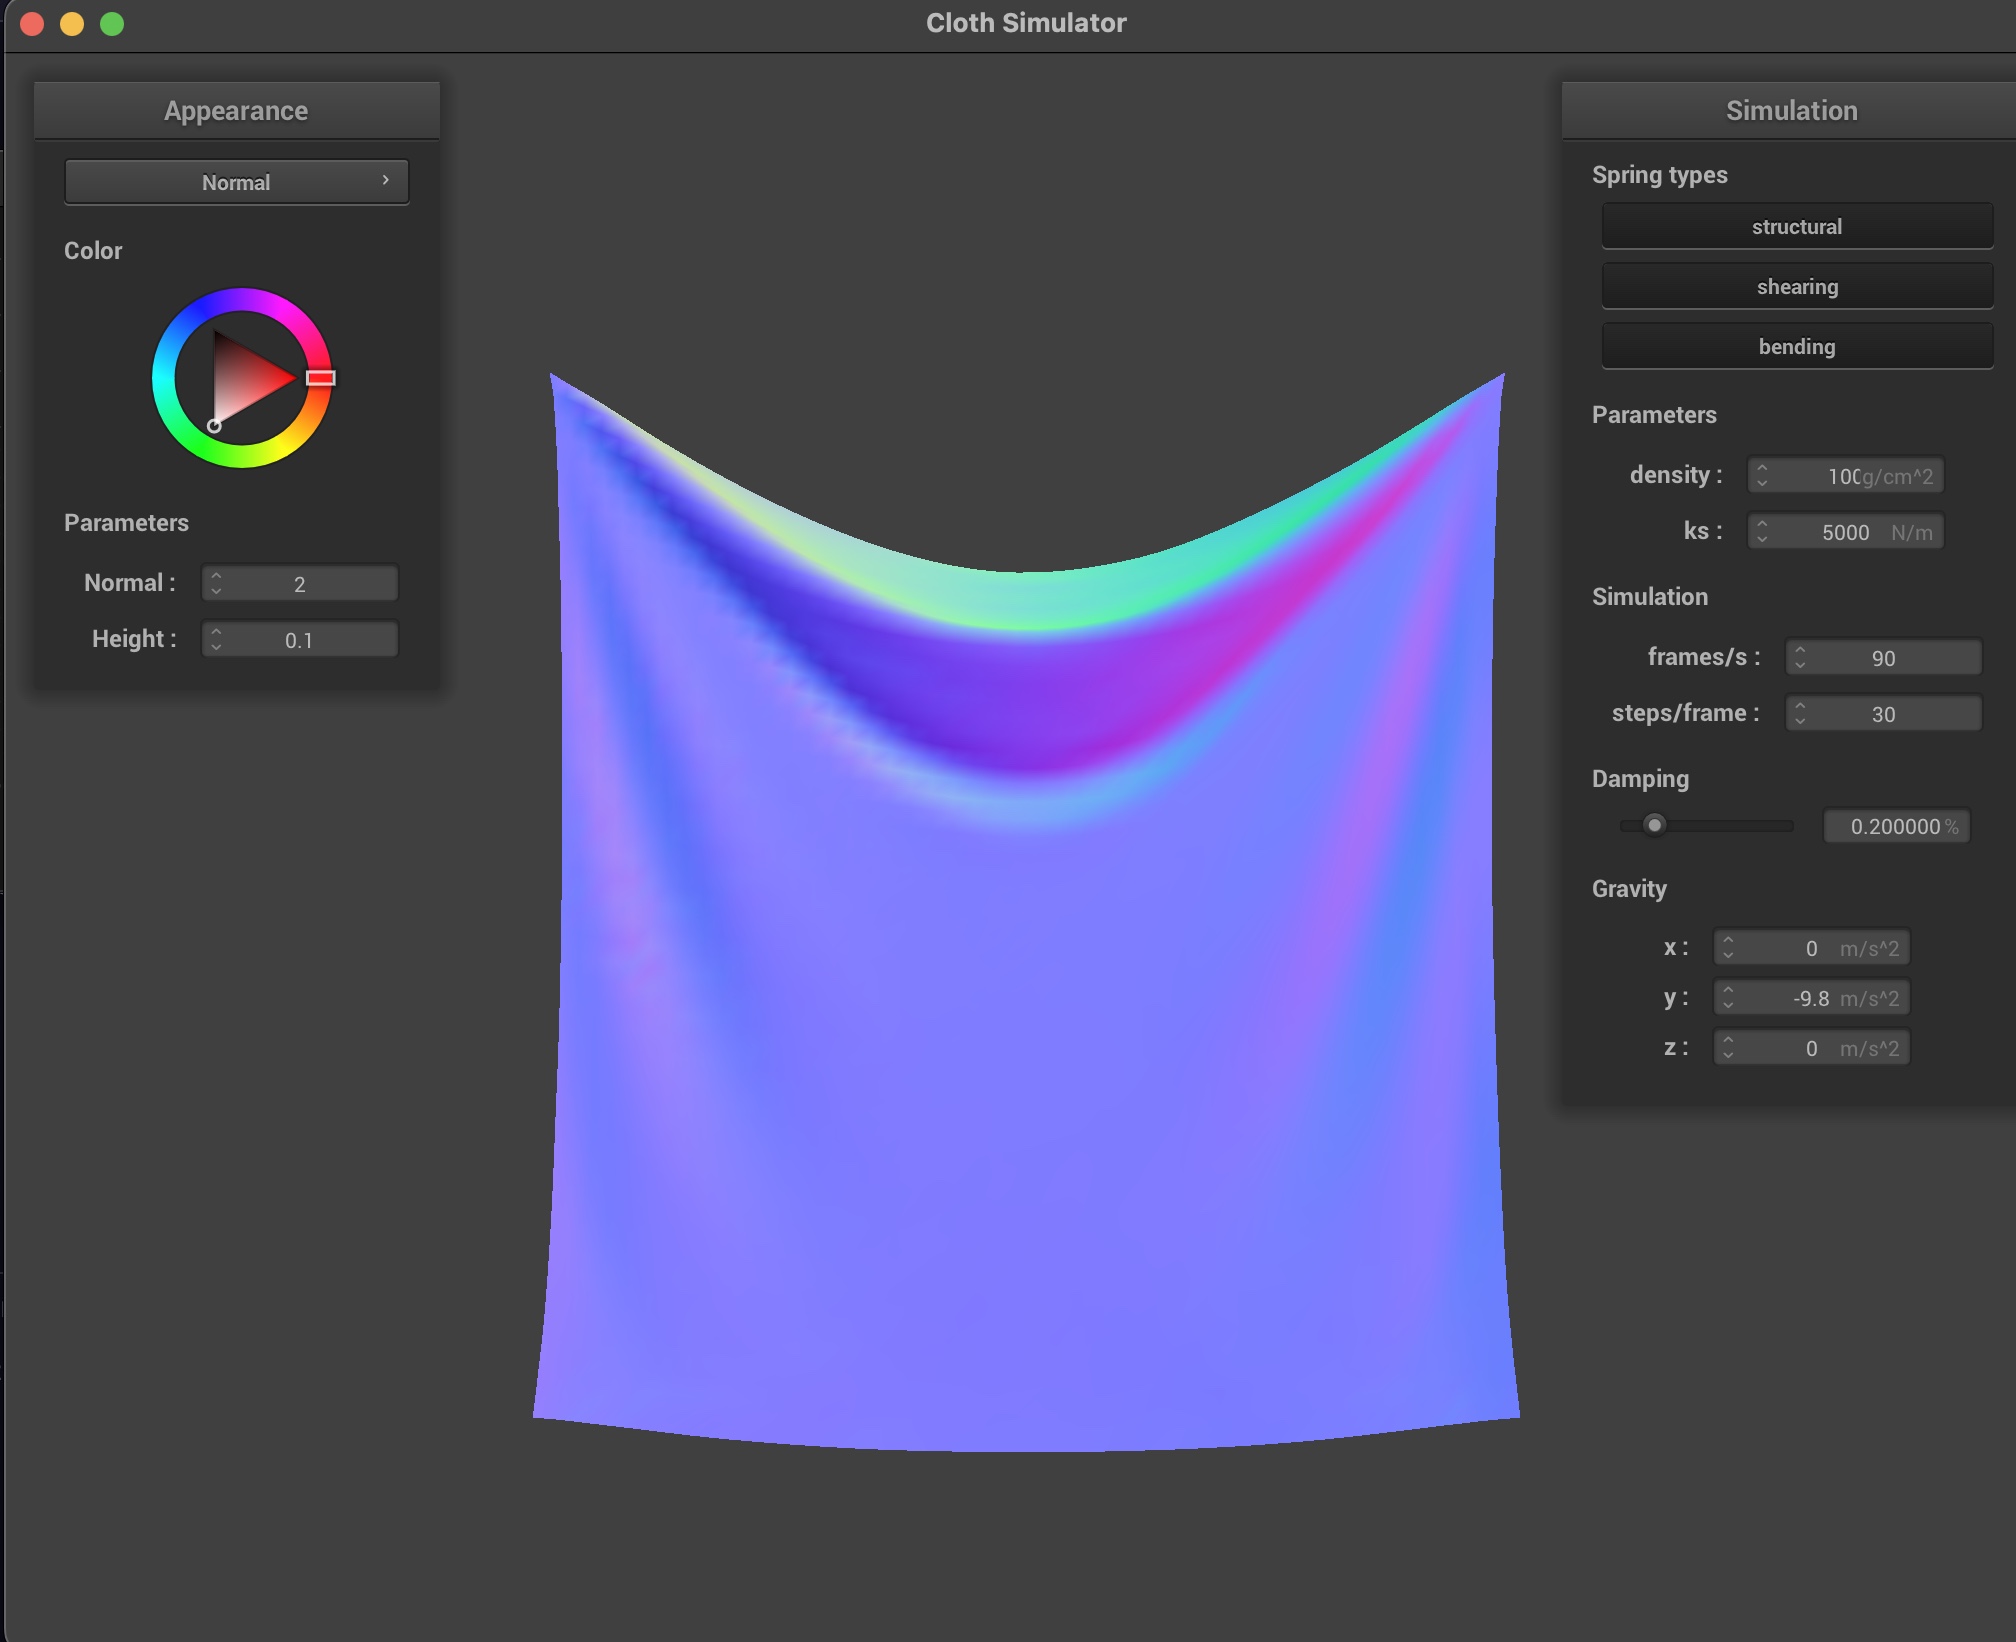 Cloth Simulator
Appearance
Normal
Color
Parameters
Normal : 2
Height : 0.1
Simulation
Spring types
structural
shearing
bending
Parameters
density : 100 g/cm^2
ks : 5000 N/m
Simulation
frames/s : 90
steps/frame : 30
Damping
0.200000 %
Gravity
x : 0 m/s^2
y : -9.8 m/s^2
z : 0 m/s^2